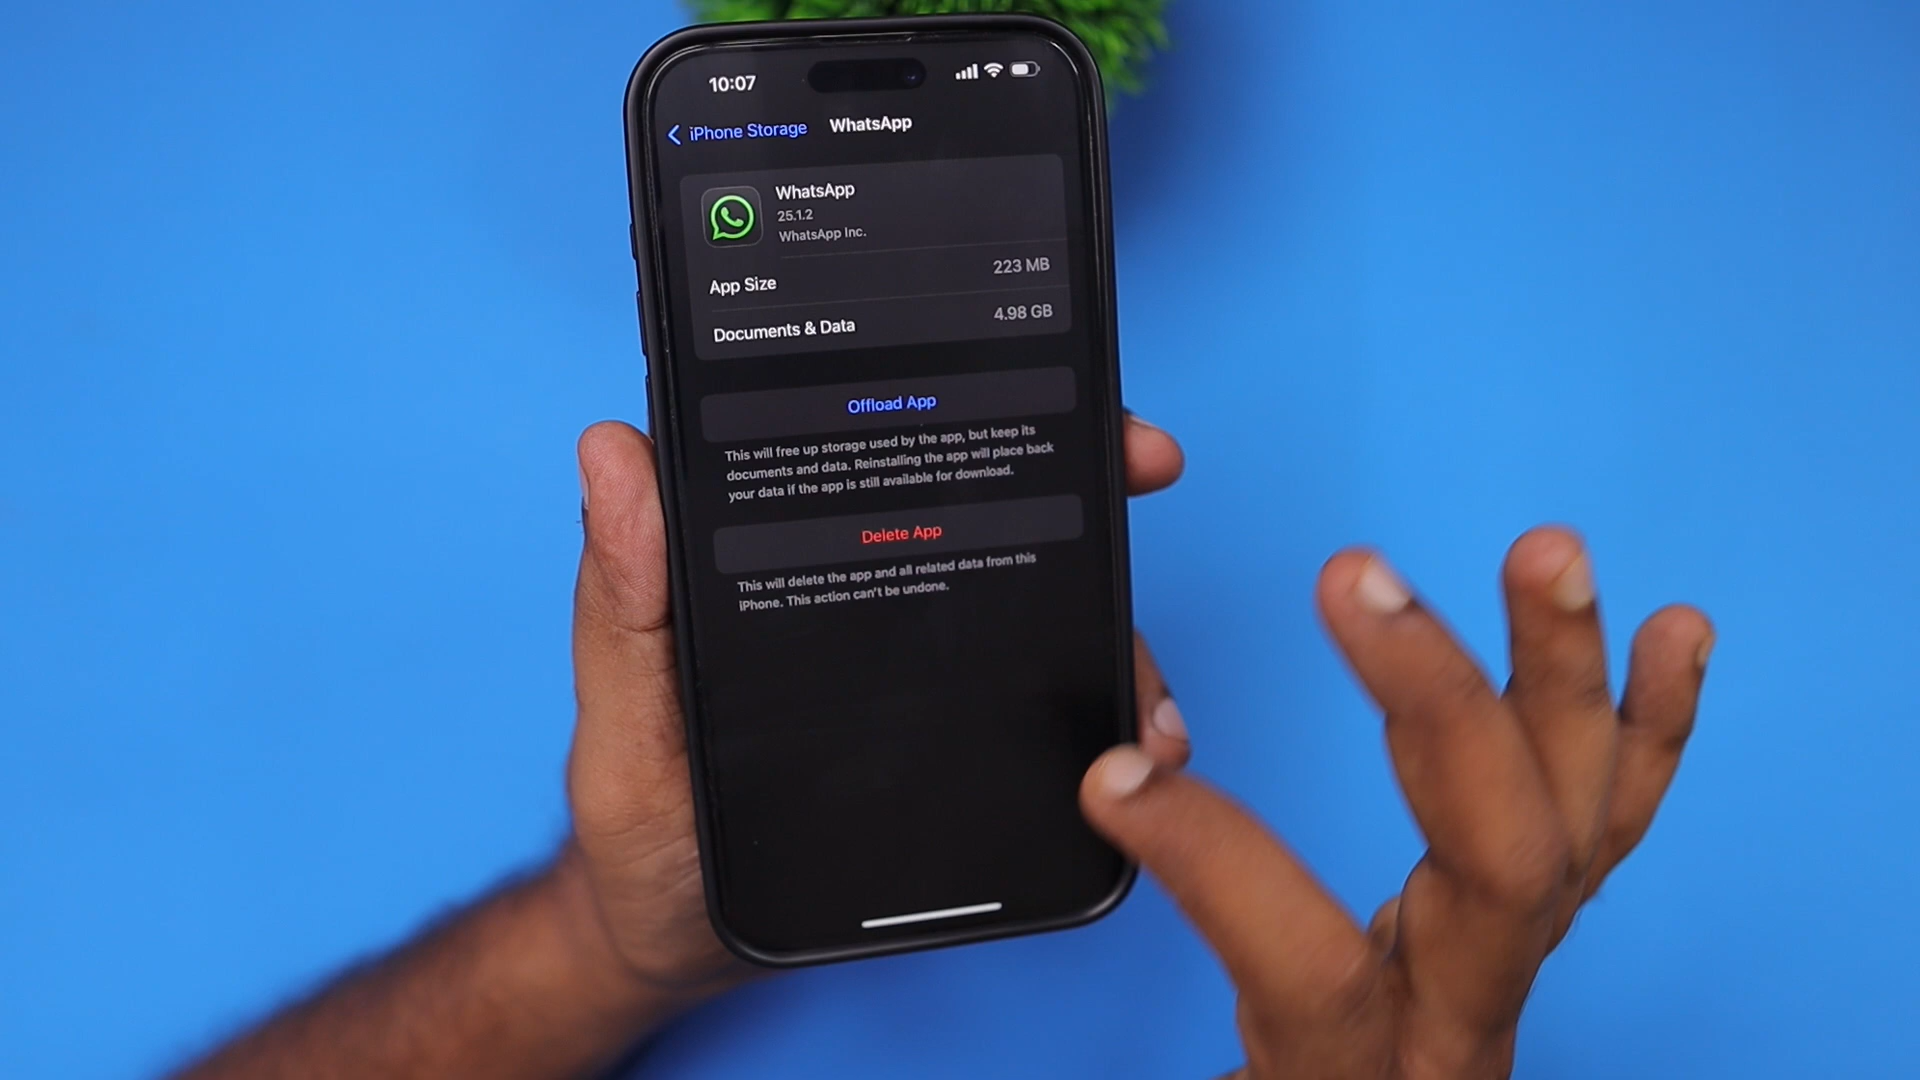 10:07
iPhone Storage WhatsApp
WhatsApp
25.1.2
WhatsApp Inc.
App Size 223 MB
Documents & Data 4.98 GB
Offload App
This will free up storage used by the app, but keep its
documents and data. Reinstalling the app will place back
your data if the app is still available for download.
Delete App
This will delete the app and all related data from this
iPhone. This action can't be undone.